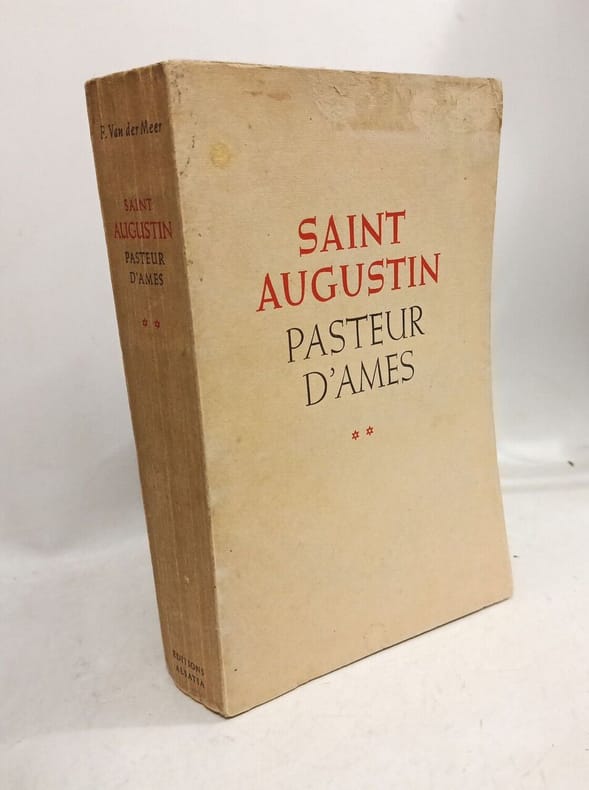 F. Van der Meer
SAINT
AUGUSTIN
PASTEUR
D'AMES
✡ ✡
EDITIONS
ALSATIA
SAINT
AUGUSTIN
PASTEUR
D'AMES
✡ ✡